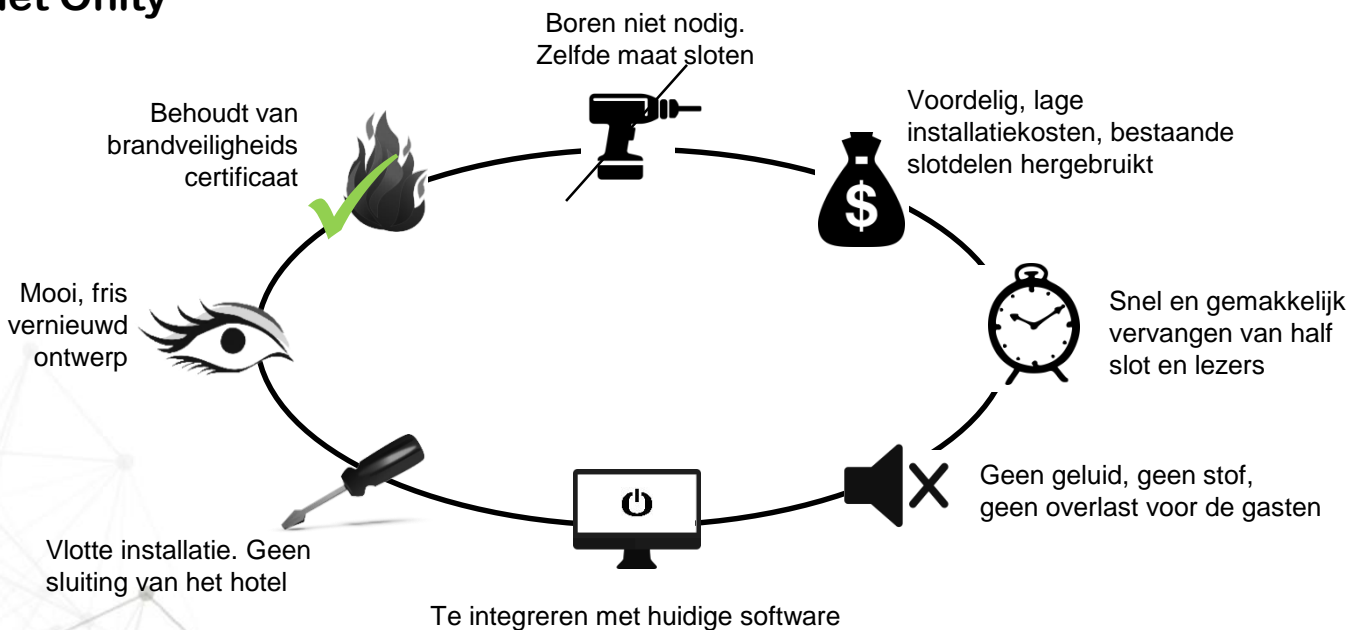 Unity
Boren niet nodig.
Zelfde maat sloten
Voordelig, lage
installatiekosten, bestaande
slotdelen hergebruikt
$
Snel en gemakkelijk
vervangen van half
slot en lezers
Geen geluid, geen stof,
geen overlast voor de gasten
Te integreren met huidige software
Vlotte installatie. Geen
sluiting van het hotel
Mooi, fris
vernieuwd
ontwerp
Behoudt van
brandveiligheids
certificaat